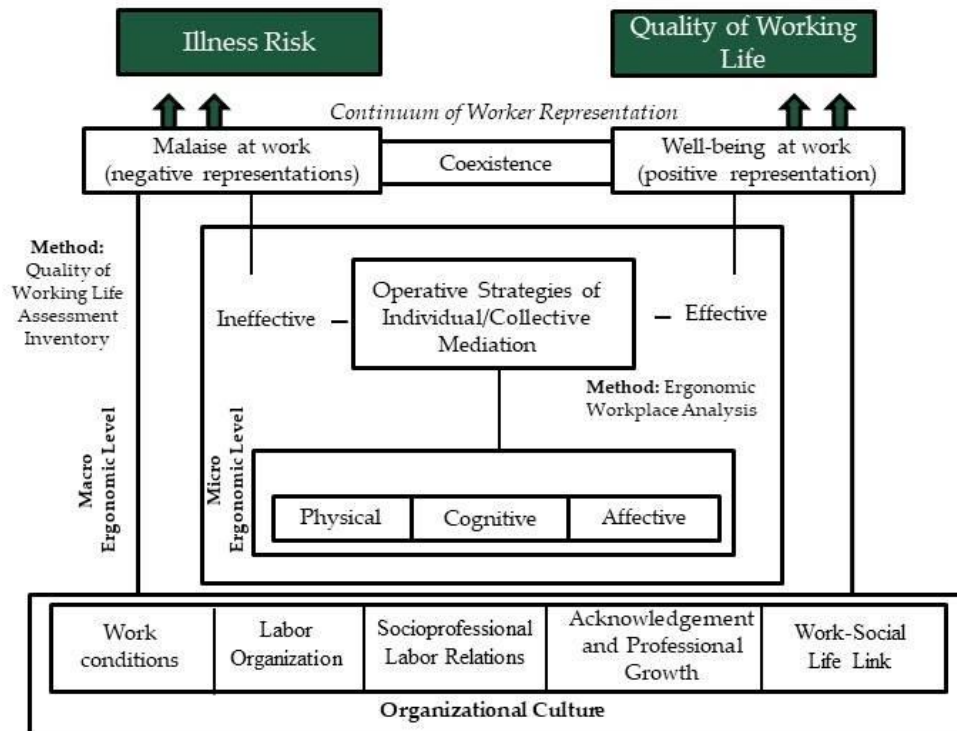 Illness Risk
Quality of Working
Life
Continuum of Worker Representation
Malaise at work
(negative representations)
Coexistence
Well-being at work
(positive representation)
Method:
Quality of
Working Life
Assessment
Inventory
Ineffective
Operative Strategies of
Individual/Collective
Mediation
Effective
Method: Ergonomic
Workplace Analysis
Macro
Ergonomic Level
Micro
Ergonomic Level
Physical
Cognitive
Affective
Work
conditions
Labor
Organization
Socioprofessional
Labor Relations
Acknowledgement
and Professional
Growth
Work-Social
Life Link
Organizational Culture